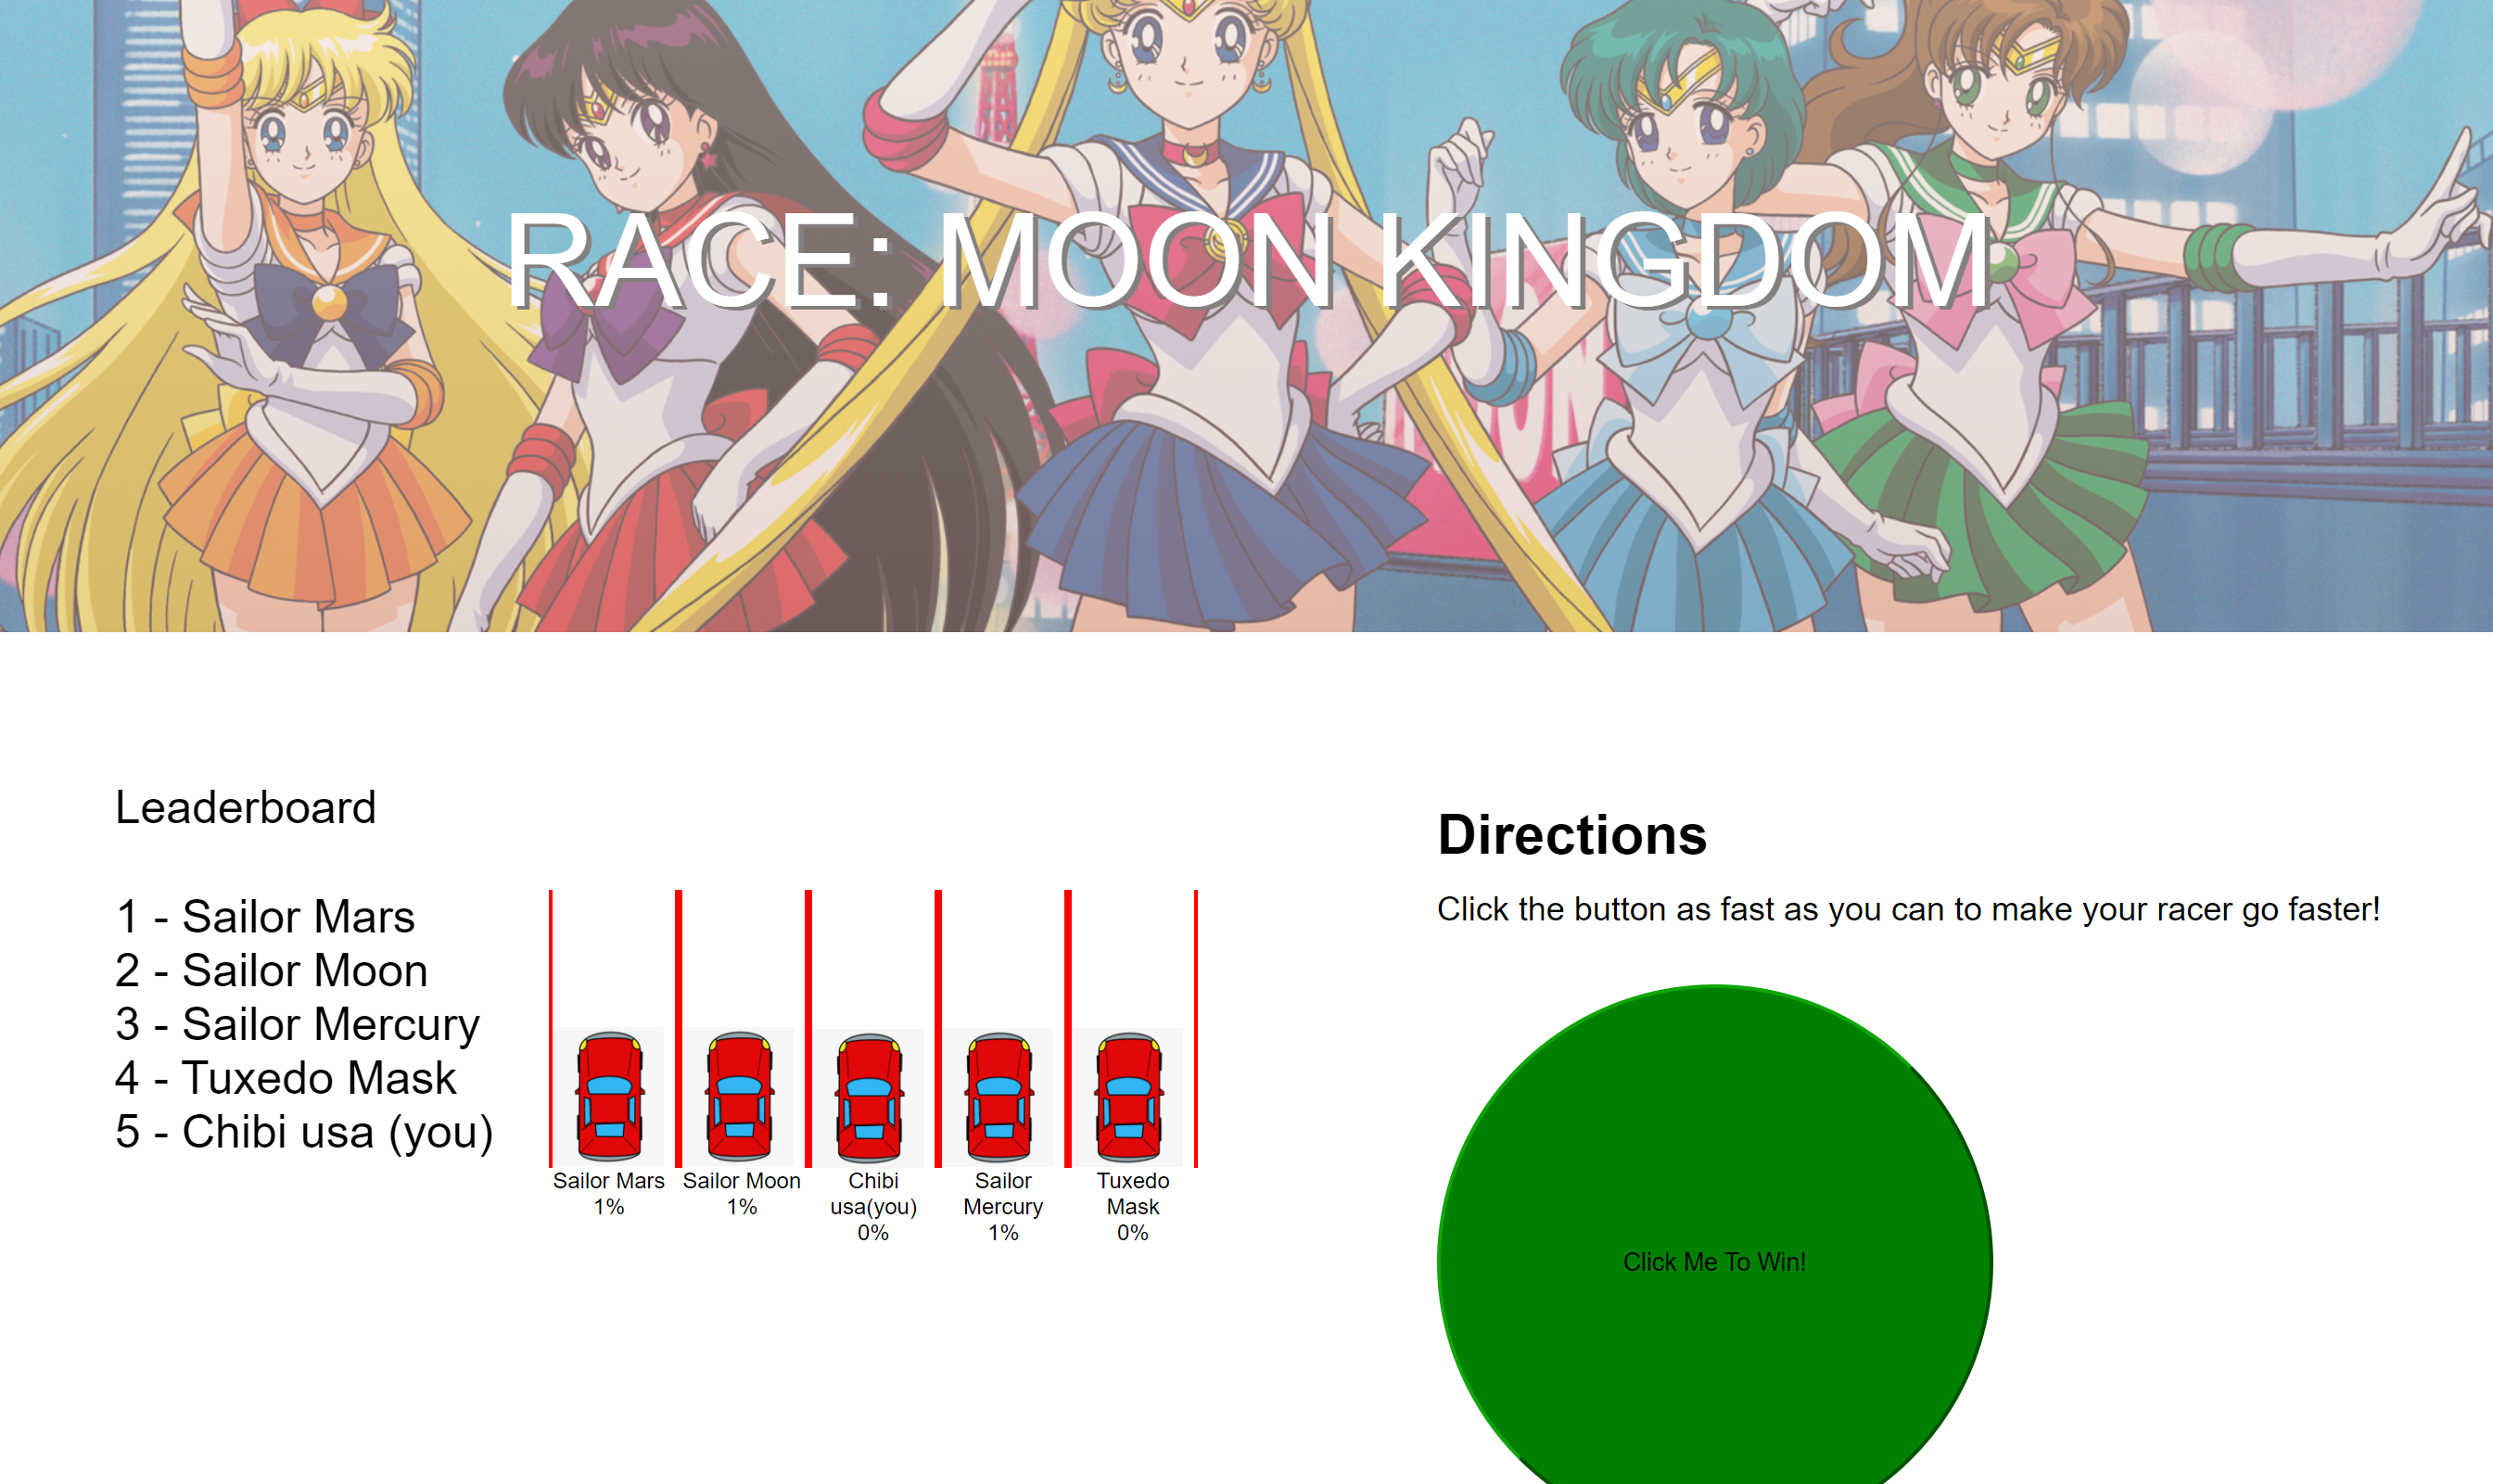 RACE: MOON KINGDOM
Leaderboard
1 - Sailor Mars
2 - Sailor Moon
3 - Sailor Mercury
4 - Tuxedo Mask
5 - Chibi usa (you)
Sailor Mars
1%
Sailor Moon
1%
Chibi
usa(you)
0%
Sailor
Mercury
1%
Tuxedo
Mask
0%
Directions
Click the button as fast as you can to make your racer go faster!
Click Me To Win!